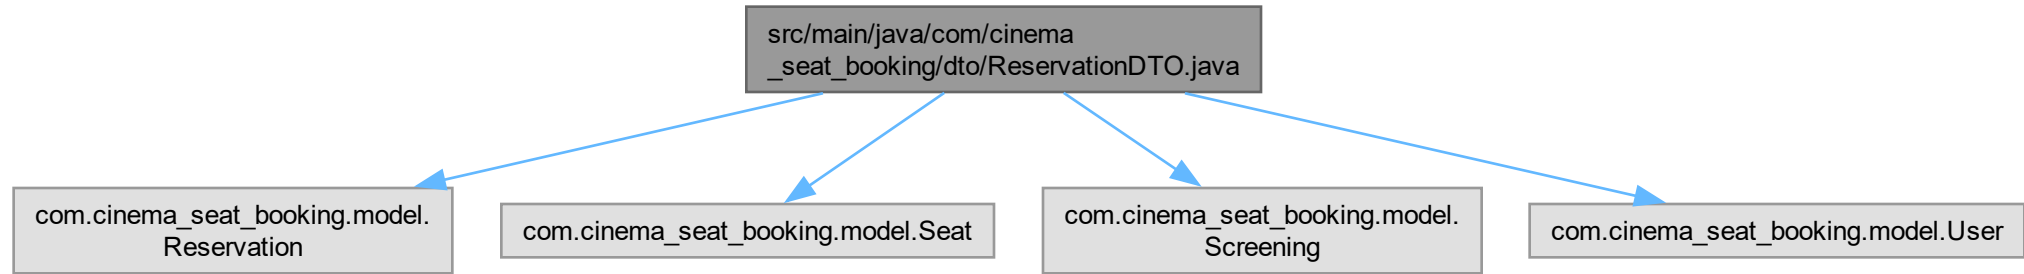 src/main/java/com/cinema
_seat_booking/dto/ReservationDTO.java
com.cinema_seat_booking.model.
Reservation
com.cinema_seat_booking.model.Seat
com.cinema_seat_booking.model.
Screening
com.cinema_seat_booking.model.User